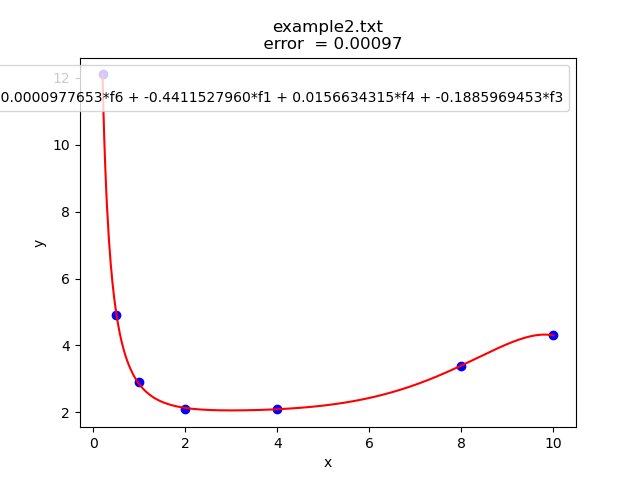 example2.txt
error = 0.00097
0.0000977653*f6 + -0.4411527960*f1 + 0.0156634315*f4 + -0.1885969453*f3
12
10
8
6
4
2
y
0 2 4 6 8 10
x